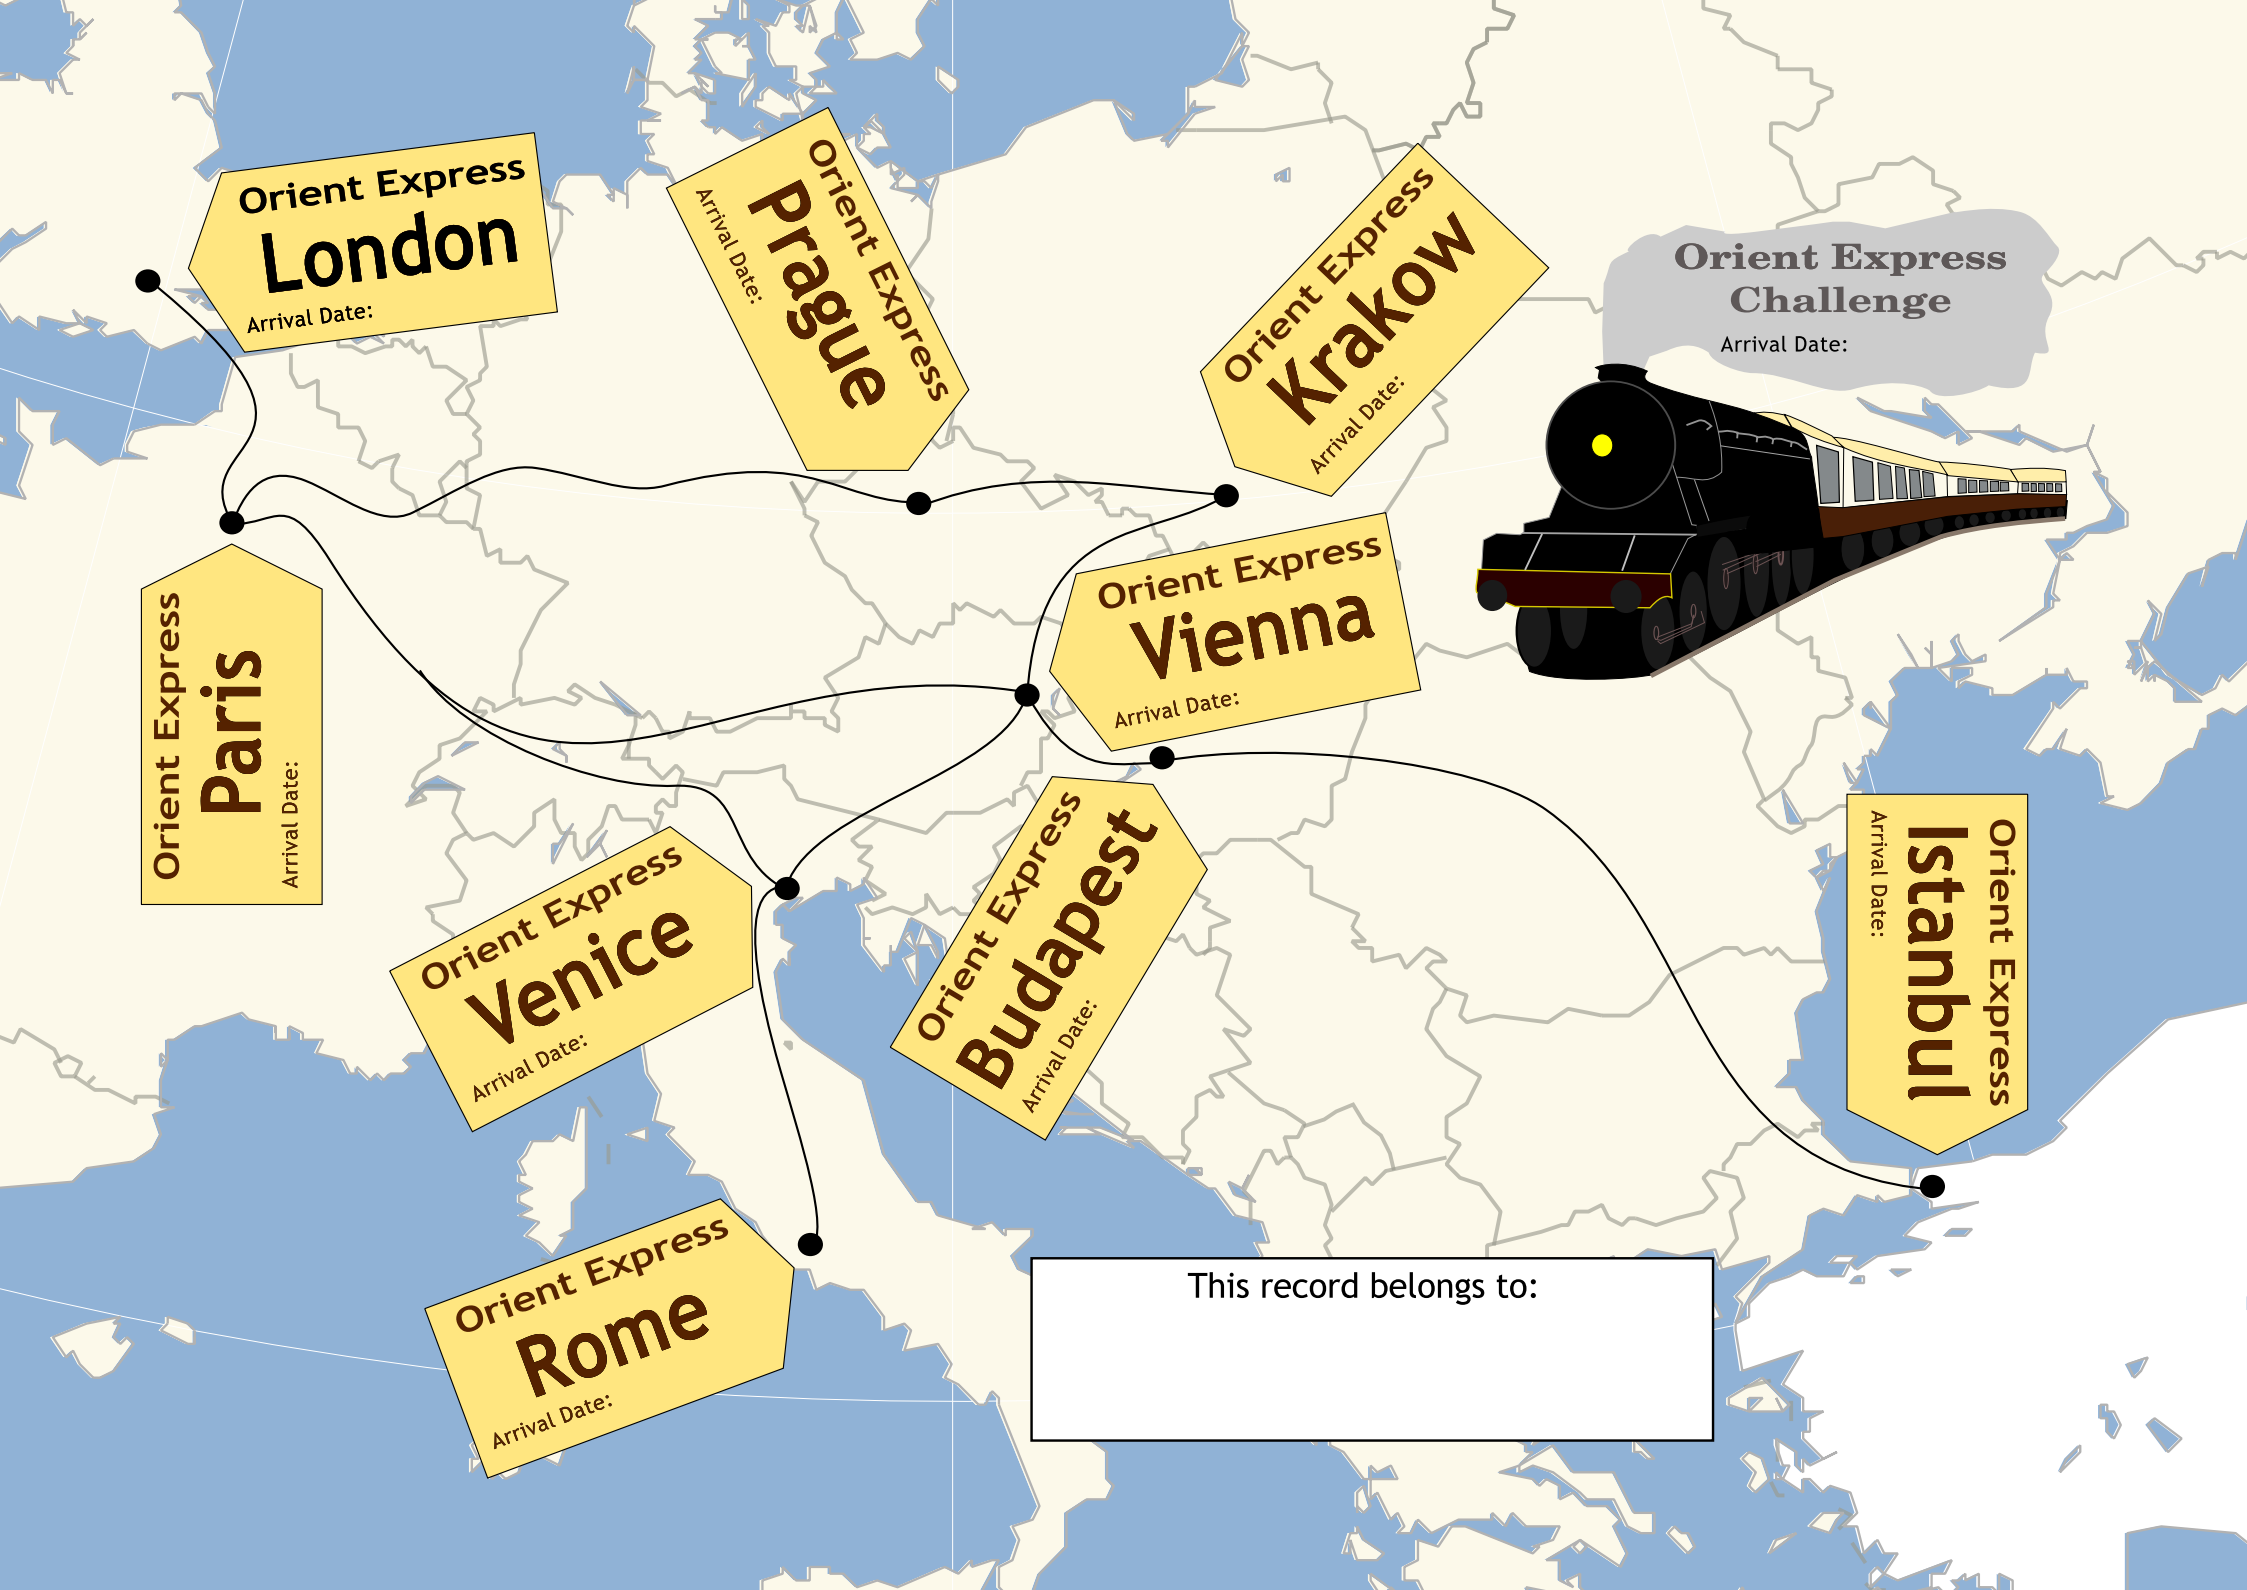 Orient Express
London
Arrival Date:
Orient Express
Prague
Arrival Date:
Orient Express
Krakow
Arrival Date:
Orient Express
Challenge
Arrival Date:
Orient Express
Paris
Arrival Date:
Orient Express
Vienna
Arrival Date:
Orient Express
Venice
Arrival Date:
Orient Express
Budapest
Arrival Date:
Orient Express
Istanbul
Arrival Date:
Orient Express
Rome
Arrival Date:
This record belongs to: